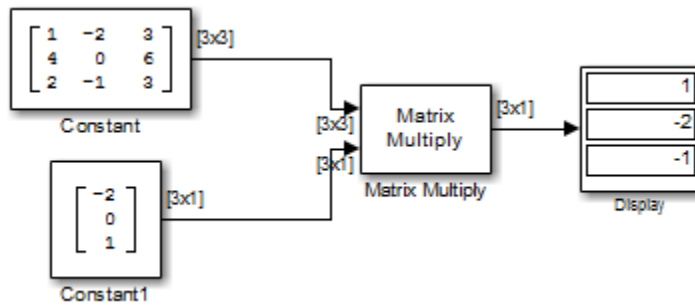 1 -2 3
4 0 6
2 -1 3
[3x3]
Constant
-2
0
1
[3x1]
Constant1
[3x3]
[3x1]
Matrix
Multiply
Matrix Multiply
[3x1]
1
-2
-1
Display